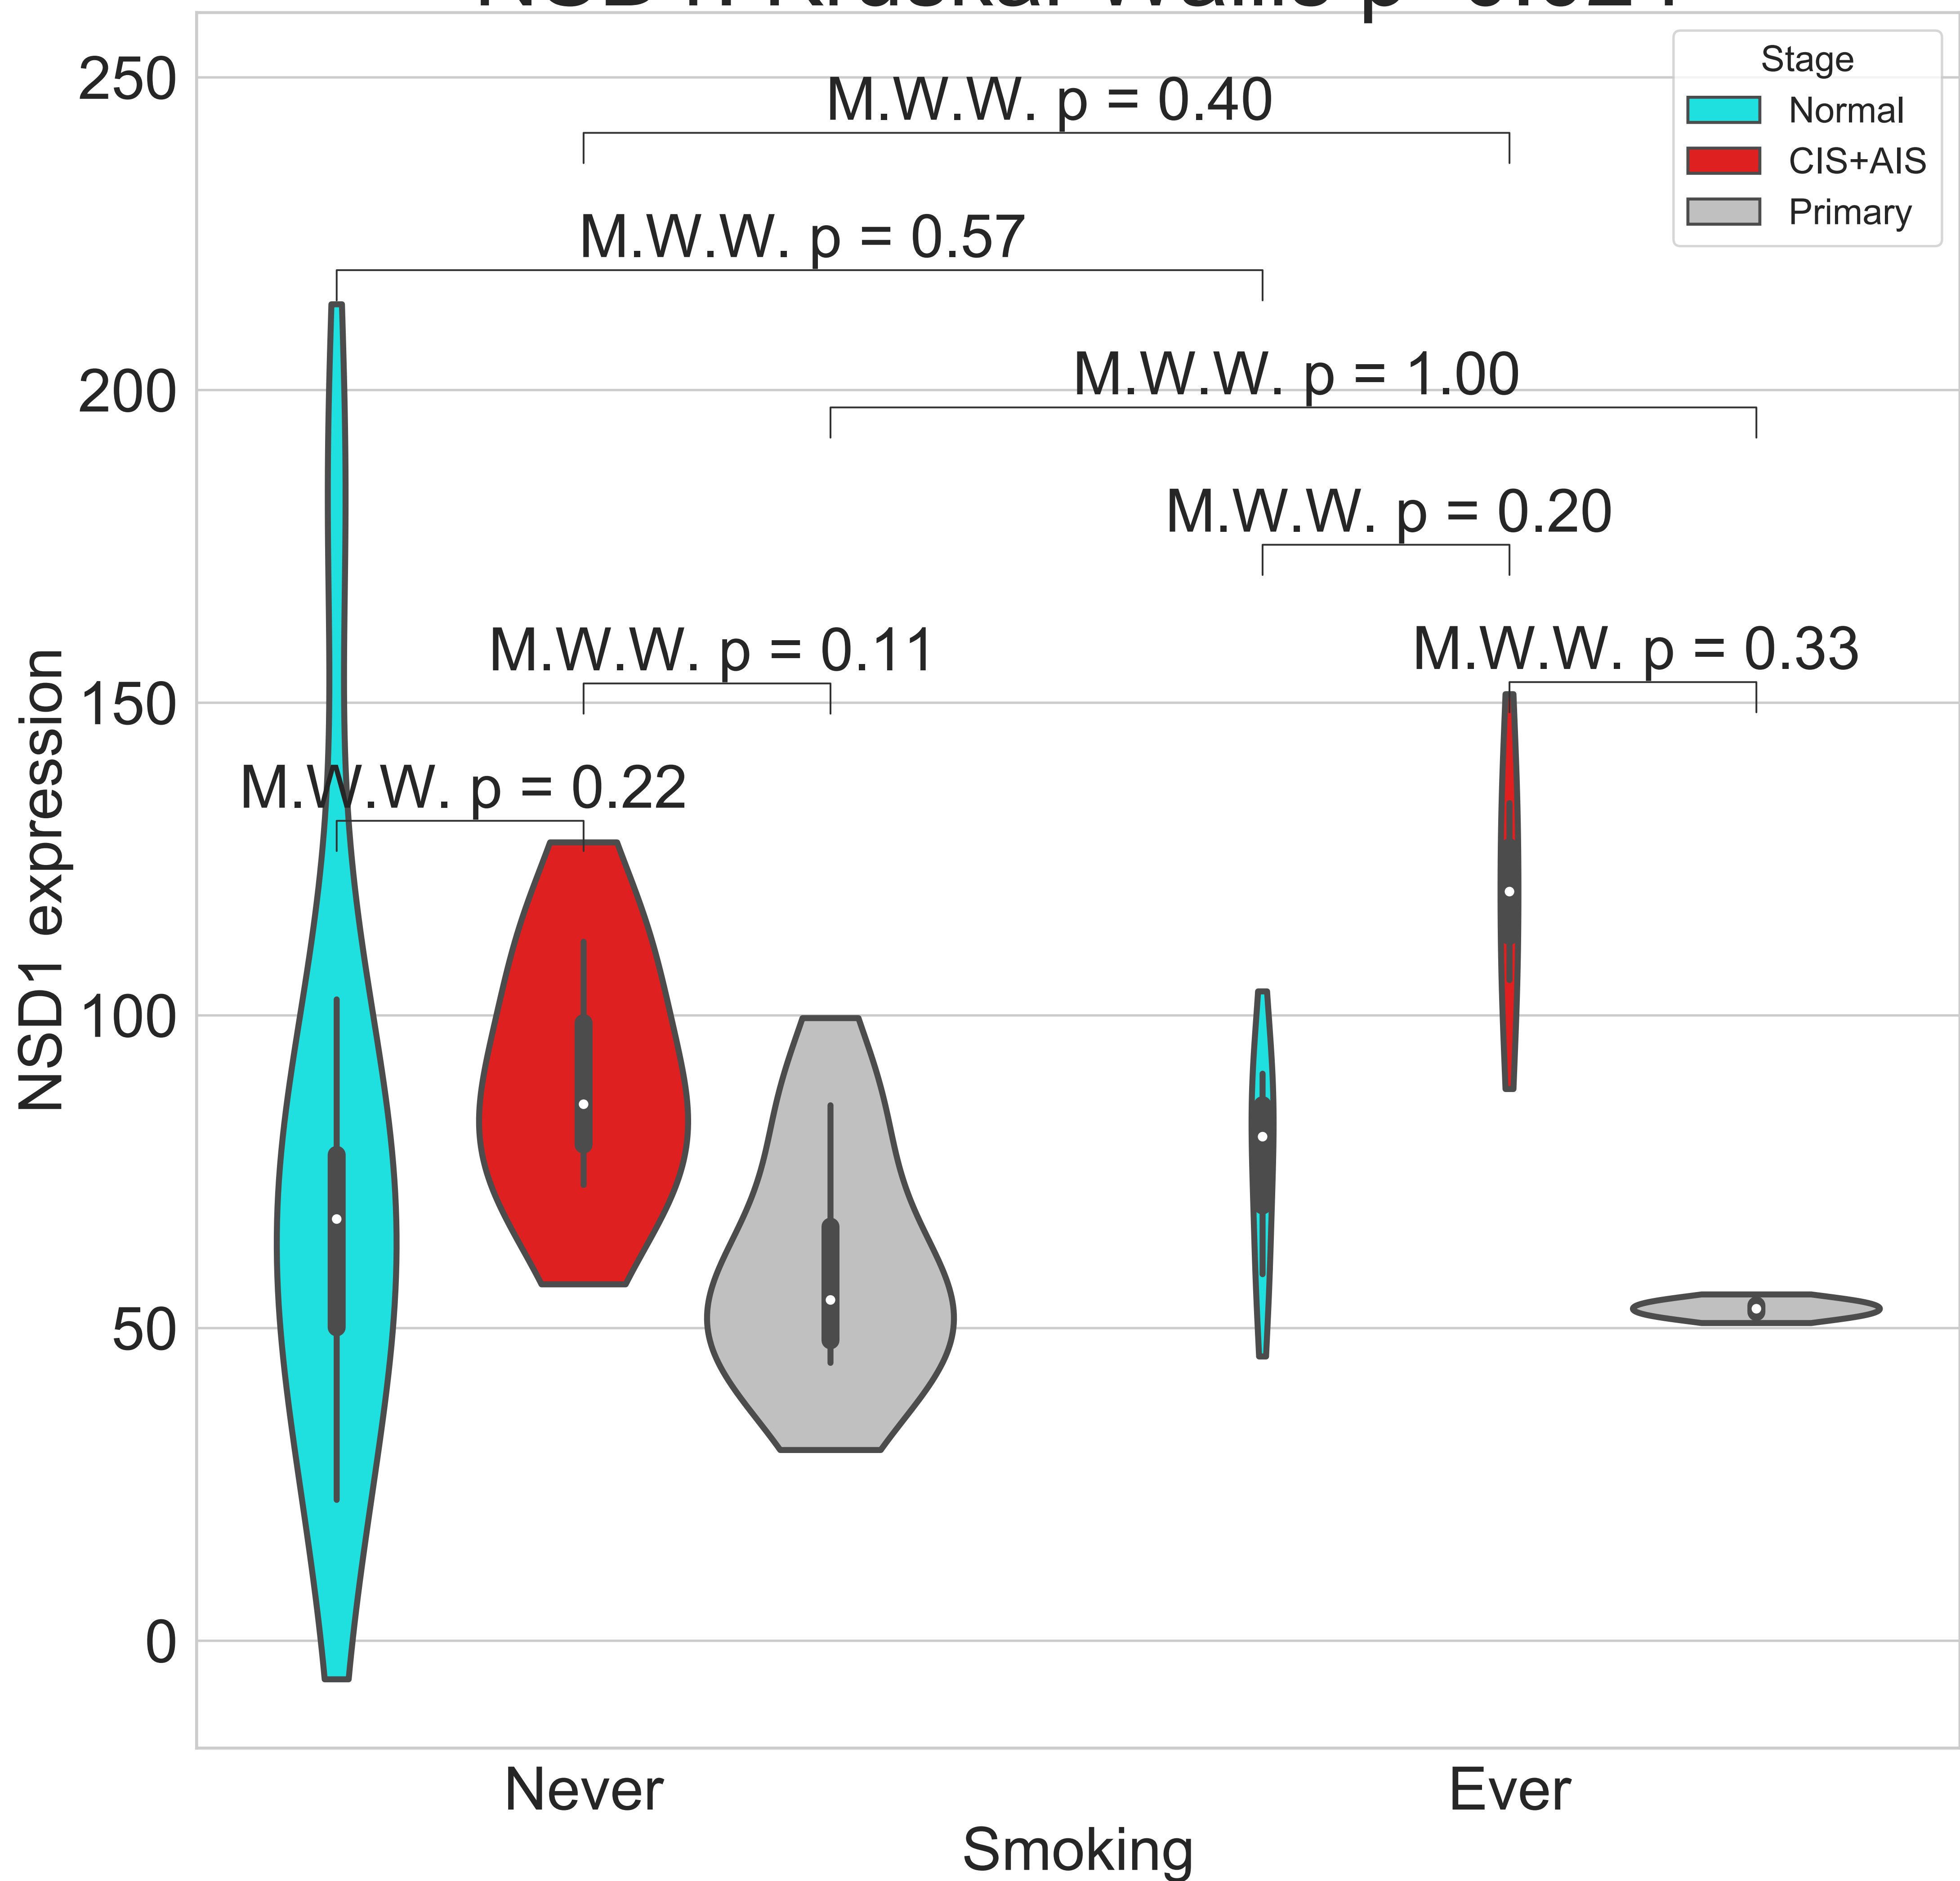 250
M.W.W. p = 0.40
Stage
Normal
CIS+AIS
Primary
M.W.W. p = 0.57
200
M.W.W. p = 1.00
M.W.W. p = 0.20
M.W.W. p = 0.11
M.W.W. p = 0.33
150
M.W.W. p = 0.22
NSD1 expression
100
50
0
Never
Ever
Smoking